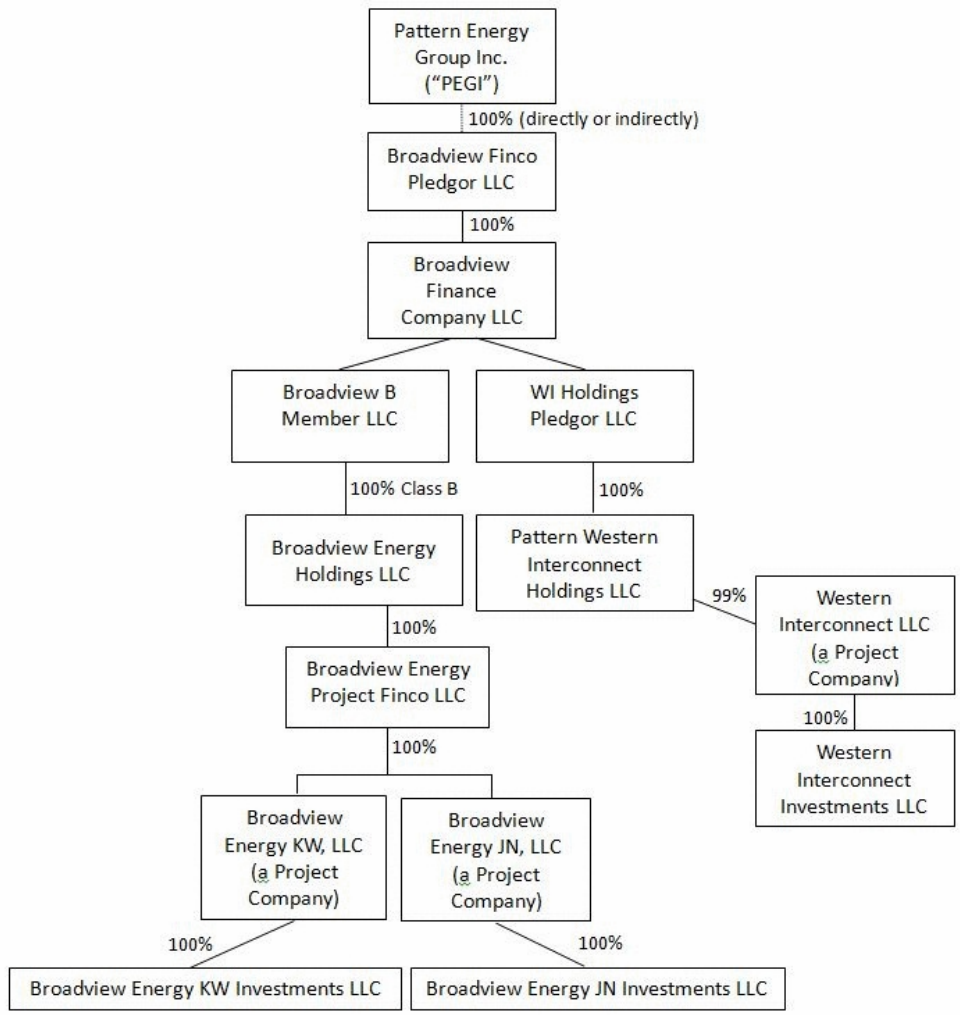 Pattern Energy
Group Inc.
(“PEGI”)
100% (directly or indirectly)
Broadview Finco
Pledgor LLC
100%
Broadview
Finance
Company LLC
Broadview B
Member LLC
WI Holdings
Pledgor LLC
100% Class B
100%
Broadview Energy
Holdings LLC
Pattern Western
Interconnect
Holdings LLC
99%
Western
Interconnect LLC
(a Project
Company)
100%
Broadview Energy
Project Finco LLC
100%
Western
Interconnect
Investments LLC
100%
Broadview
Energy KW, LLC
(a Project
Company)
Broadview
Energy JN, LLC
(a Project
Company)
100%
100%
Broadview Energy KW Investments LLC
Broadview Energy JN Investments LLC